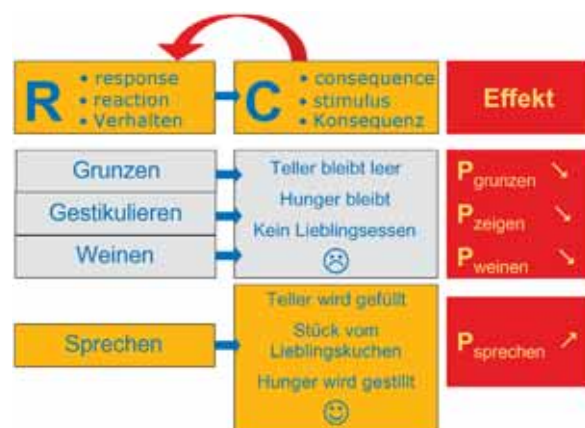 R
• response
• reaction
• Verhalten
C
• consequence
• stimulus
• Konsequenz
Effekt
Grunzen
Gestikulieren
Weinen
Teller bleibt leer
Hunger bleibt
Kein Lieblingsessen
P grunzen ↘
P zeigen ↘
P weinen ↘
Sprechen
Teller wird gefüllt
Stück vom
Lieblingskuchen
Hunger wird gestillt
P sprechen ↗